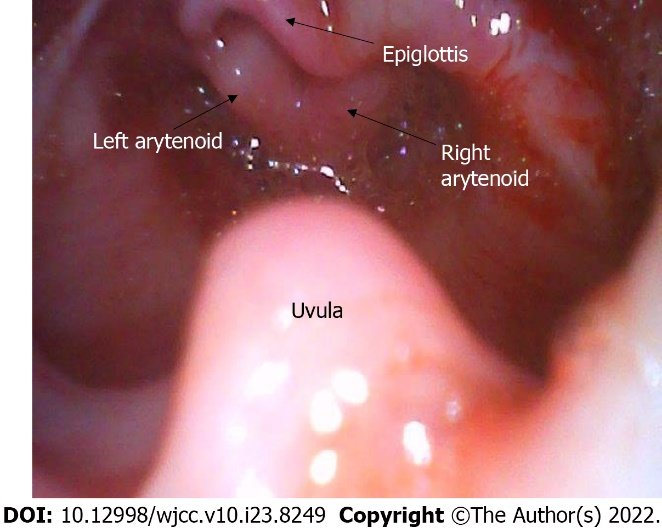 Epiglottis
Left arytenoid
Right
arytenoid
Uvula
DOI: 10.12998/wjcc.v10.i23.8249 Copyright ©The Author(s) 2022.